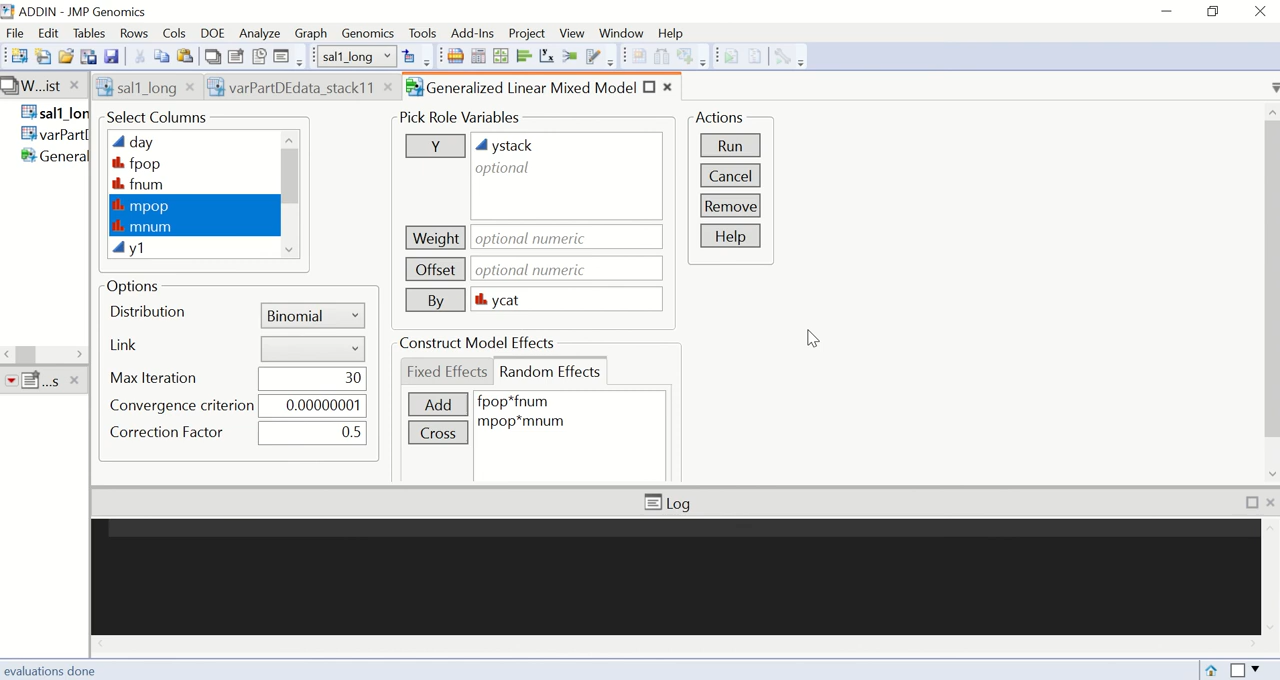 ADDIN - JMP Genomics
File Edit Tables Rows Cols DOE Analyze Graph Genomics Tools Add-Ins Project View Window Help
sal1_long
W...ist
sal1_long
varPartDEdata_stack11
Generalized Linear Mixed Model
sal1_lon
varPart
General
...s
Select Columns
day
fpop
fnum
mpop
mnum
y1
Options
Distribution Binomial
Link
Max Iteration 30
Convergence criterion 0.00000001
Correction Factor 0.5
Pick Role Variables
Y ystack
optional
Weight optional numeric
Offset optional numeric
By ycat
Construct Model Effects
Fixed Effects Random Effects
Add fpop*fnum
mpop*mnum
Cross
Actions
Run
Cancel
Remove
Help
Log
evaluations done